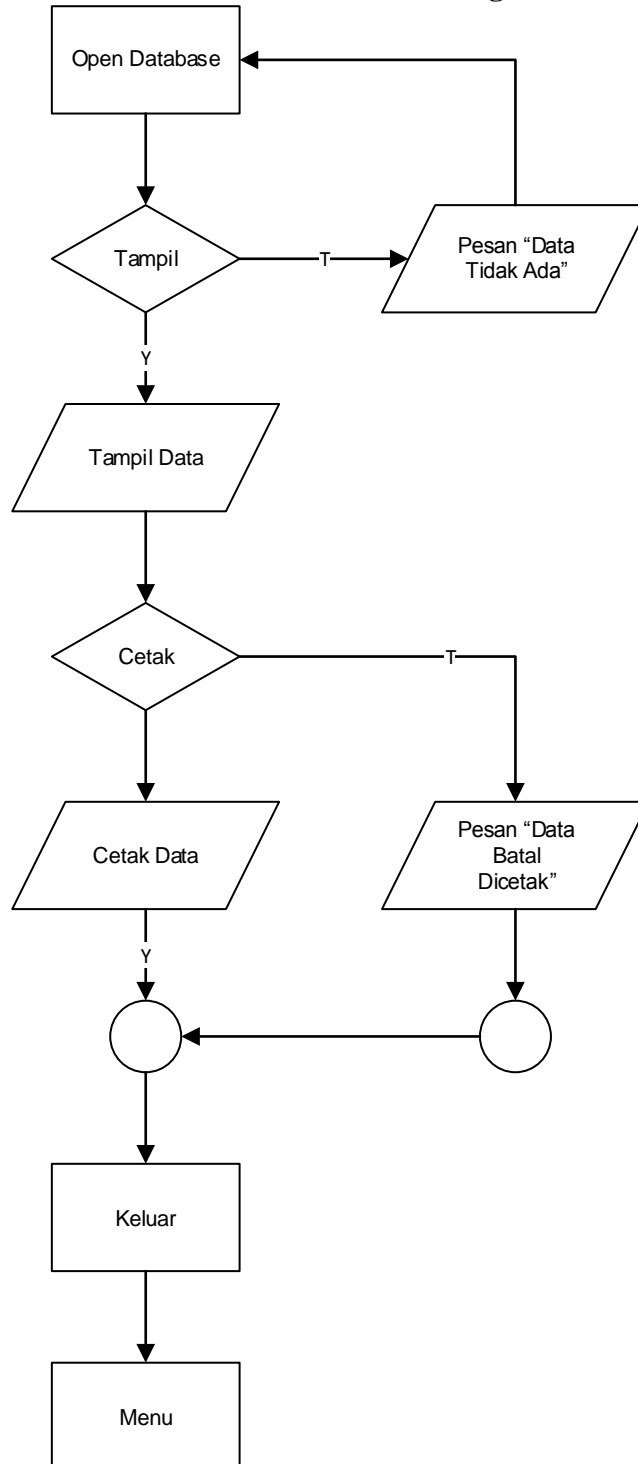 Open Database
Tampil
T
Pesan “Data
Tidak Ada”
Y
Tampil Data
Cetak
T
Cetak Data
Pesan “Data
Batal
Dicetak”
Y
Keluar
Menu